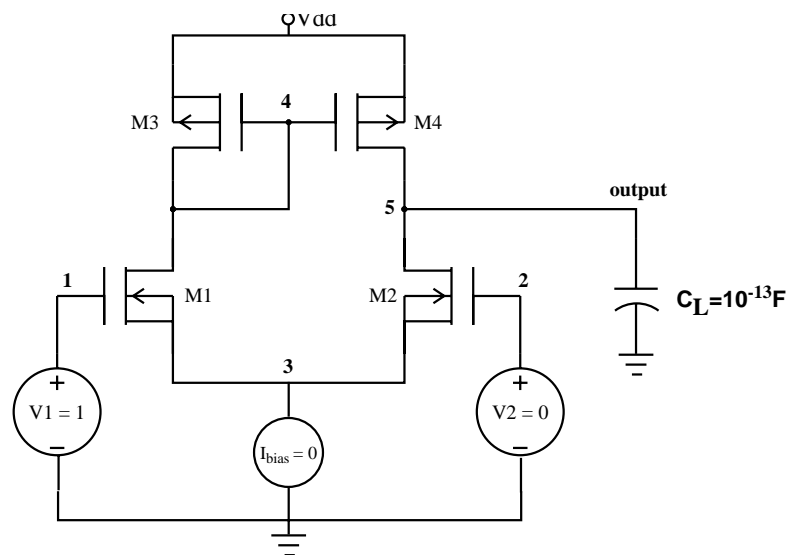 Vdd
4
M3
M4
output
5
1
2
M1
M2
C_L=10^-13F
3
V1 = 1
V2 = 0
I_bias = 0